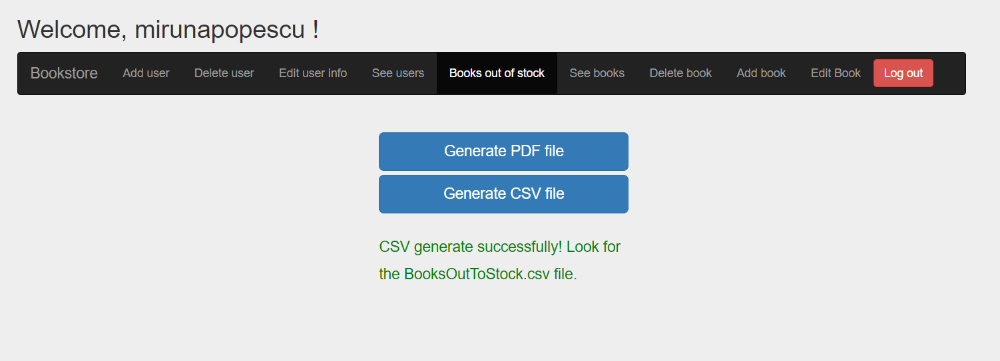 Welcome, mirunapopescu !
Bookstore Add user Delete user Edit user info See users Books out of stock See books Delete book Add book Edit Book Log out
Generate PDF file
Generate CSV file
CSV generate successfully! Look for
the BooksOutToStock.csv file.